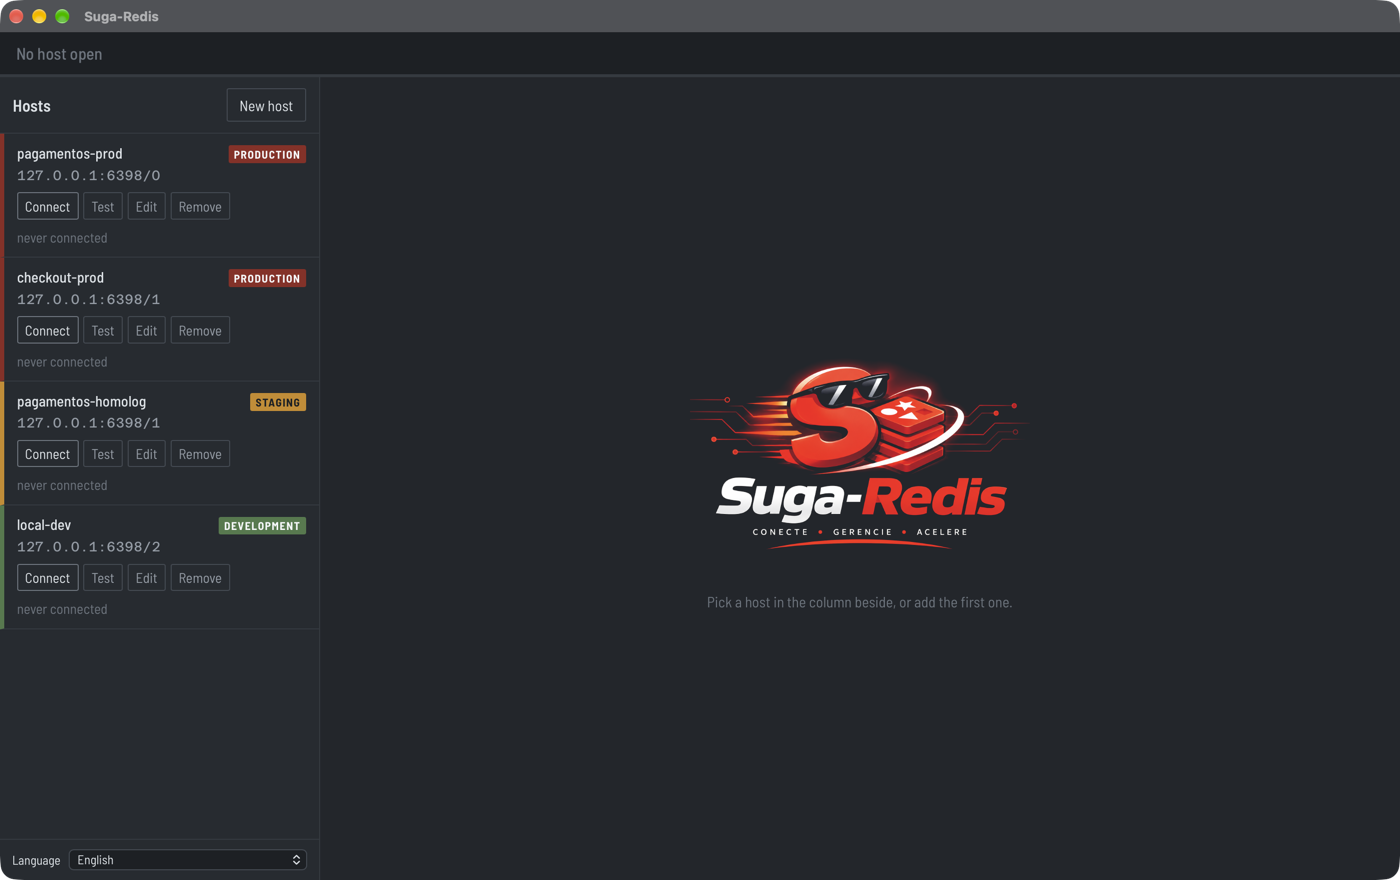 Suga-Redis
No host open
Hosts
New host
pagamentos-prod
PRODUCTION
127.0.0.1:6398/0
Connect
Test
Edit
Remove
never connected
checkout-prod
PRODUCTION
127.0.0.1:6398/1
Connect
Test
Edit
Remove
never connected
pagamentos-homolog
STAGING
127.0.0.1:6398/1
Connect
Test
Edit
Remove
never connected
local-dev
DEVELOPMENT
127.0.0.1:6398/2
Connect
Test
Edit
Remove
never connected
Language
English
S
Suga-Redis
CONECTE • GERENCIE • ACELERE
Pick a host in the column beside, or add the first one.